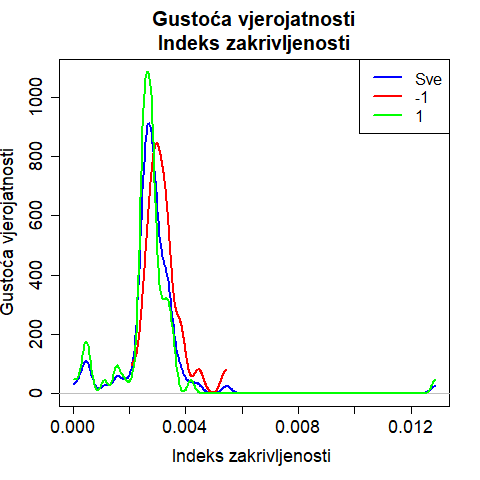 Gustoća vjerojatnosti
Indeks zakrivljenosti
Sve
-1
1
Gustoća vjerojatnosti
1000
800
600
400
200
0
0.000
0.004
0.008
0.012
Indeks zakrivljenosti